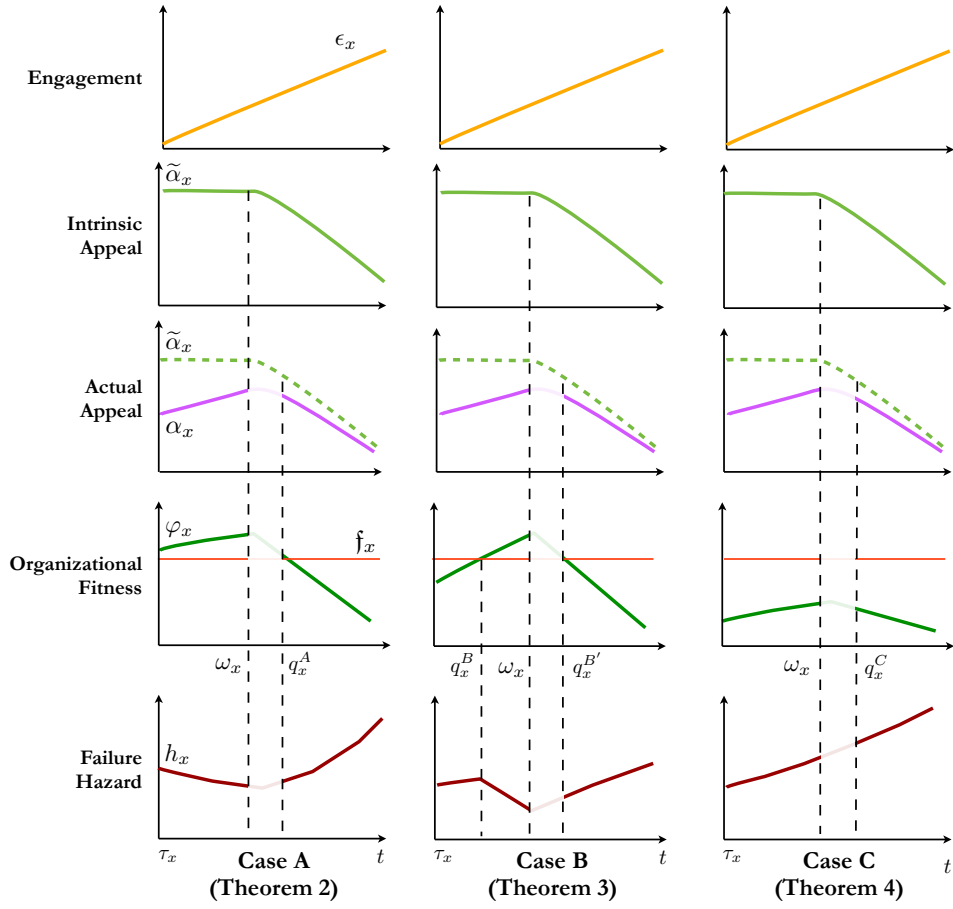 Engagement
ϵ_x
Intrinsic
Appeal
α̃_x
Actual
Appeal
α̃_x
α_x
Organizational
Fitness
φ_x
𝔣_x
ω_x
q_x^A
q_x^B
ω_x
q_x^{B'}
ω_x
q_x^C
Failure
Hazard
h_x
τ_x
t
τ_x
t
τ_x
t
Case A
(Theorem 2)
Case B
(Theorem 3)
Case C
(Theorem 4)